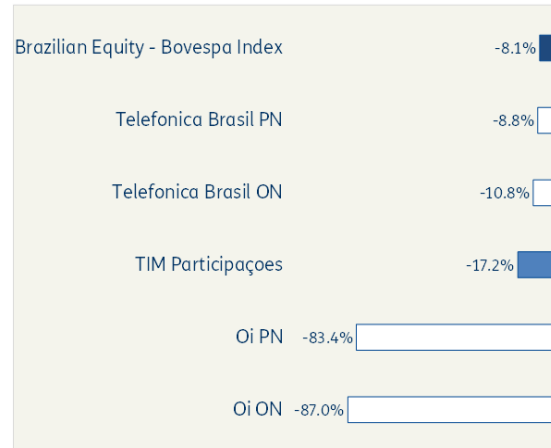 Brazilian Equity - Bovespa Index -8.1%
Telefonica Brasil PN -8.8%
Telefonica Brasil ON -10.8%
TIM Participaçoes -17.2%
Oi PN -83.4%
Oi ON -87.0%